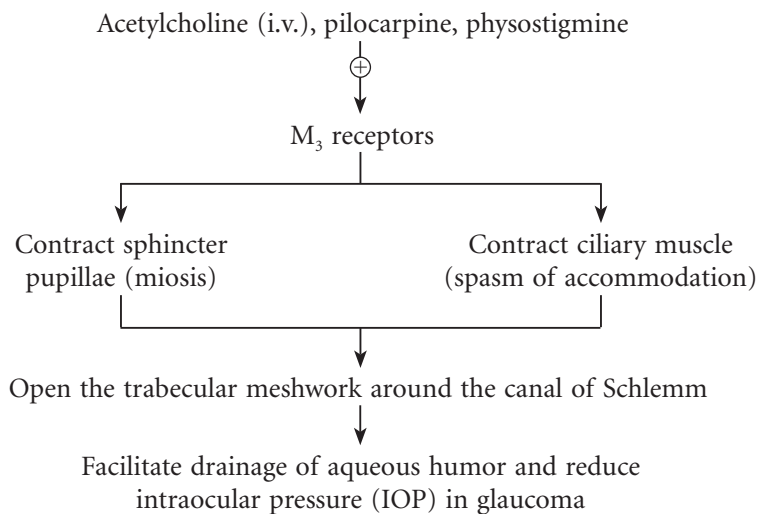 Acetylcholine (i.v.), pilocarpine, physostigmine
+
M₃ receptors
Contract sphincter
pupillae (miosis)
Contract ciliary muscle
(spasm of accommodation)
Open the trabecular meshwork around the canal of Schlemm
Facilitate drainage of aqueous humor and reduce
intraocular pressure (IOP) in glaucoma